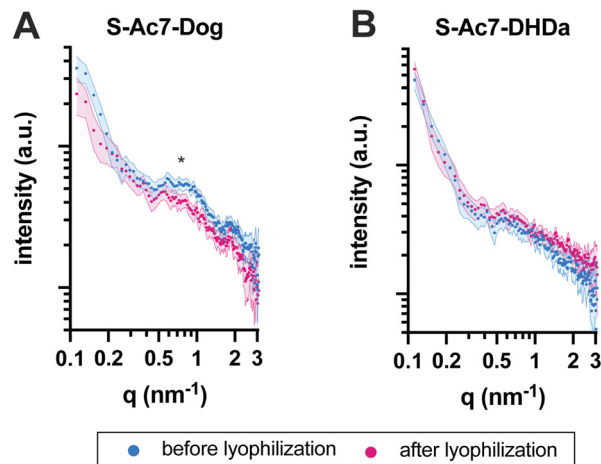 A
S-Ac7-Dog
intensity (a.u.)
*
0.1 0.2 0.5 1 2 3
q (nm⁻¹)
B
S-Ac7-DHDa
intensity (a.u.)
0.1 0.2 0.5 1 2 3
q (nm⁻¹)
before lyophilization after lyophilization